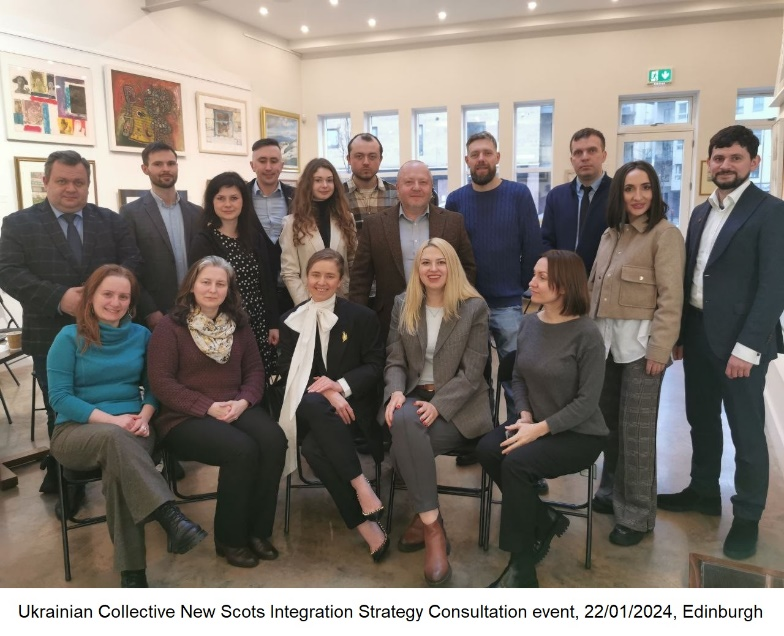 Ukrainian Collective New Scots Integration Strategy Consultation event, 22/01/2024, Edinburgh